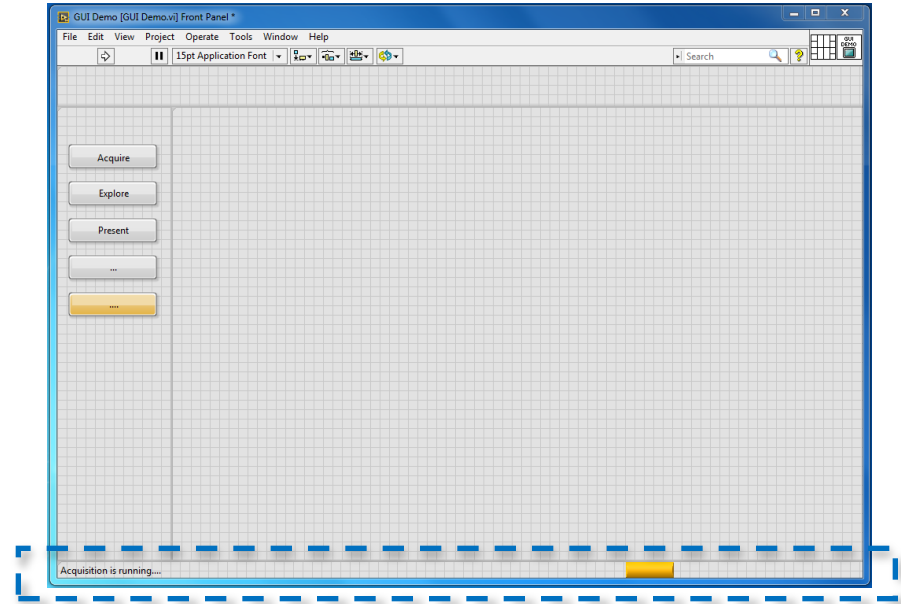 GUI Demo [GUI Demo.vi] Front Panel *
File Edit View Project Operate Tools Window Help
15pt Application Font
Search
?
GUI
DEMO
Acquire
Explore
Present
...
....
Acquisition is running....